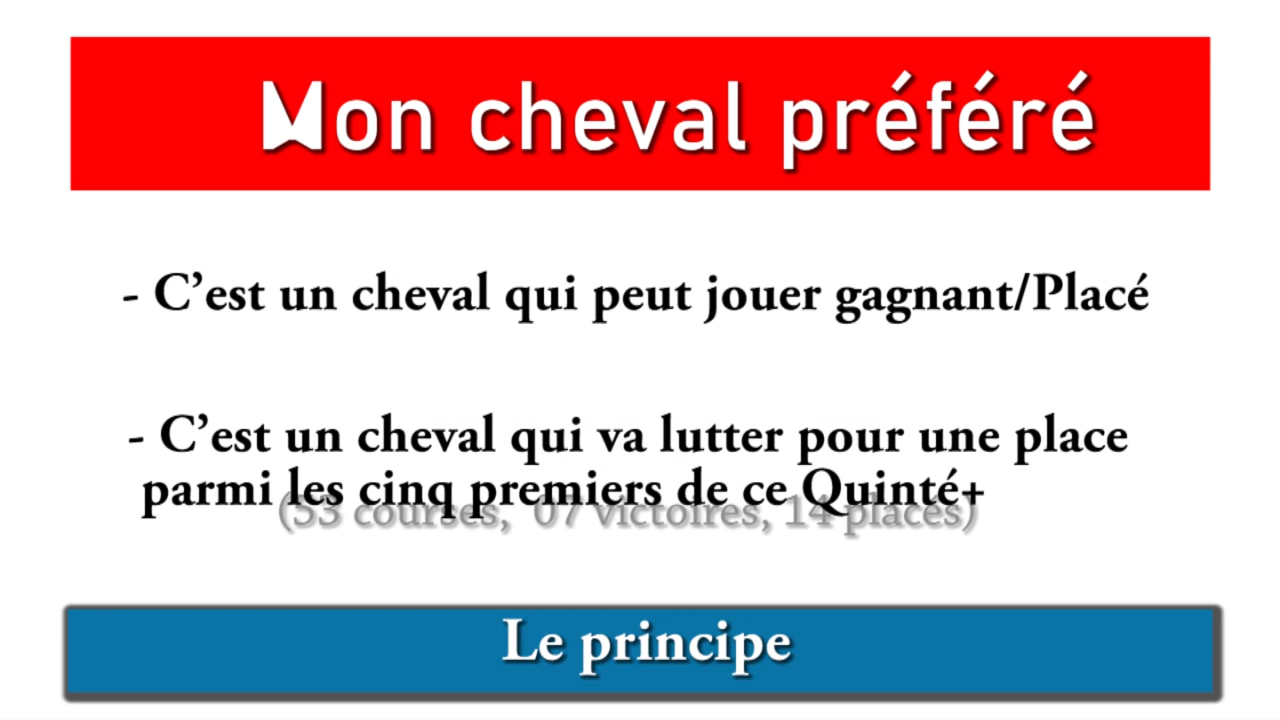 Mon cheval préféré
- C’est un cheval qui peut jouer gagnant/Placé
- C’est un cheval qui va lutter pour une place
parmi les cinq premiers de ce Quinté+
(53 courses, 07 victoires, 14 placés)
Le principe